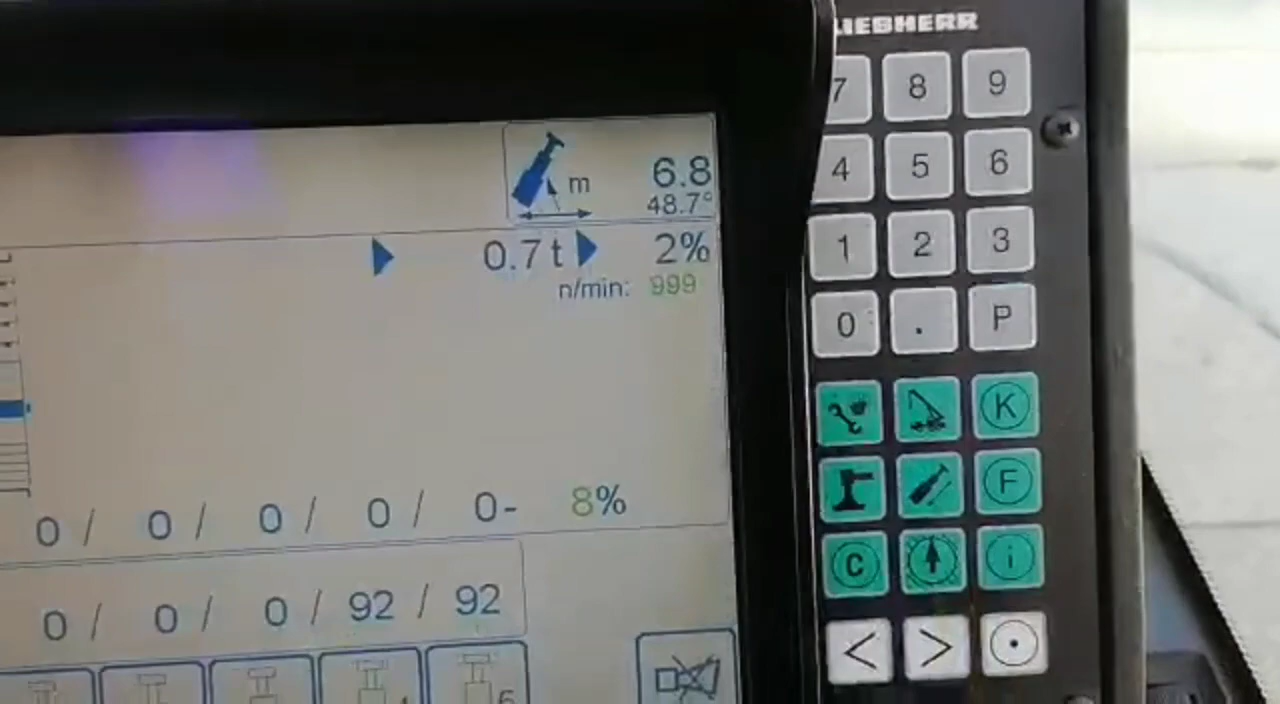 LIEBHERR
7 8 9
4 5 6
1 2 3
0 . P
K
F
C i
< >
m 6.8
48.7°
0.7 t 2%
n/min: 999
0 / 0 / 0 / 0 / 0- 8%
0 / 0 / 0 / 92 / 92